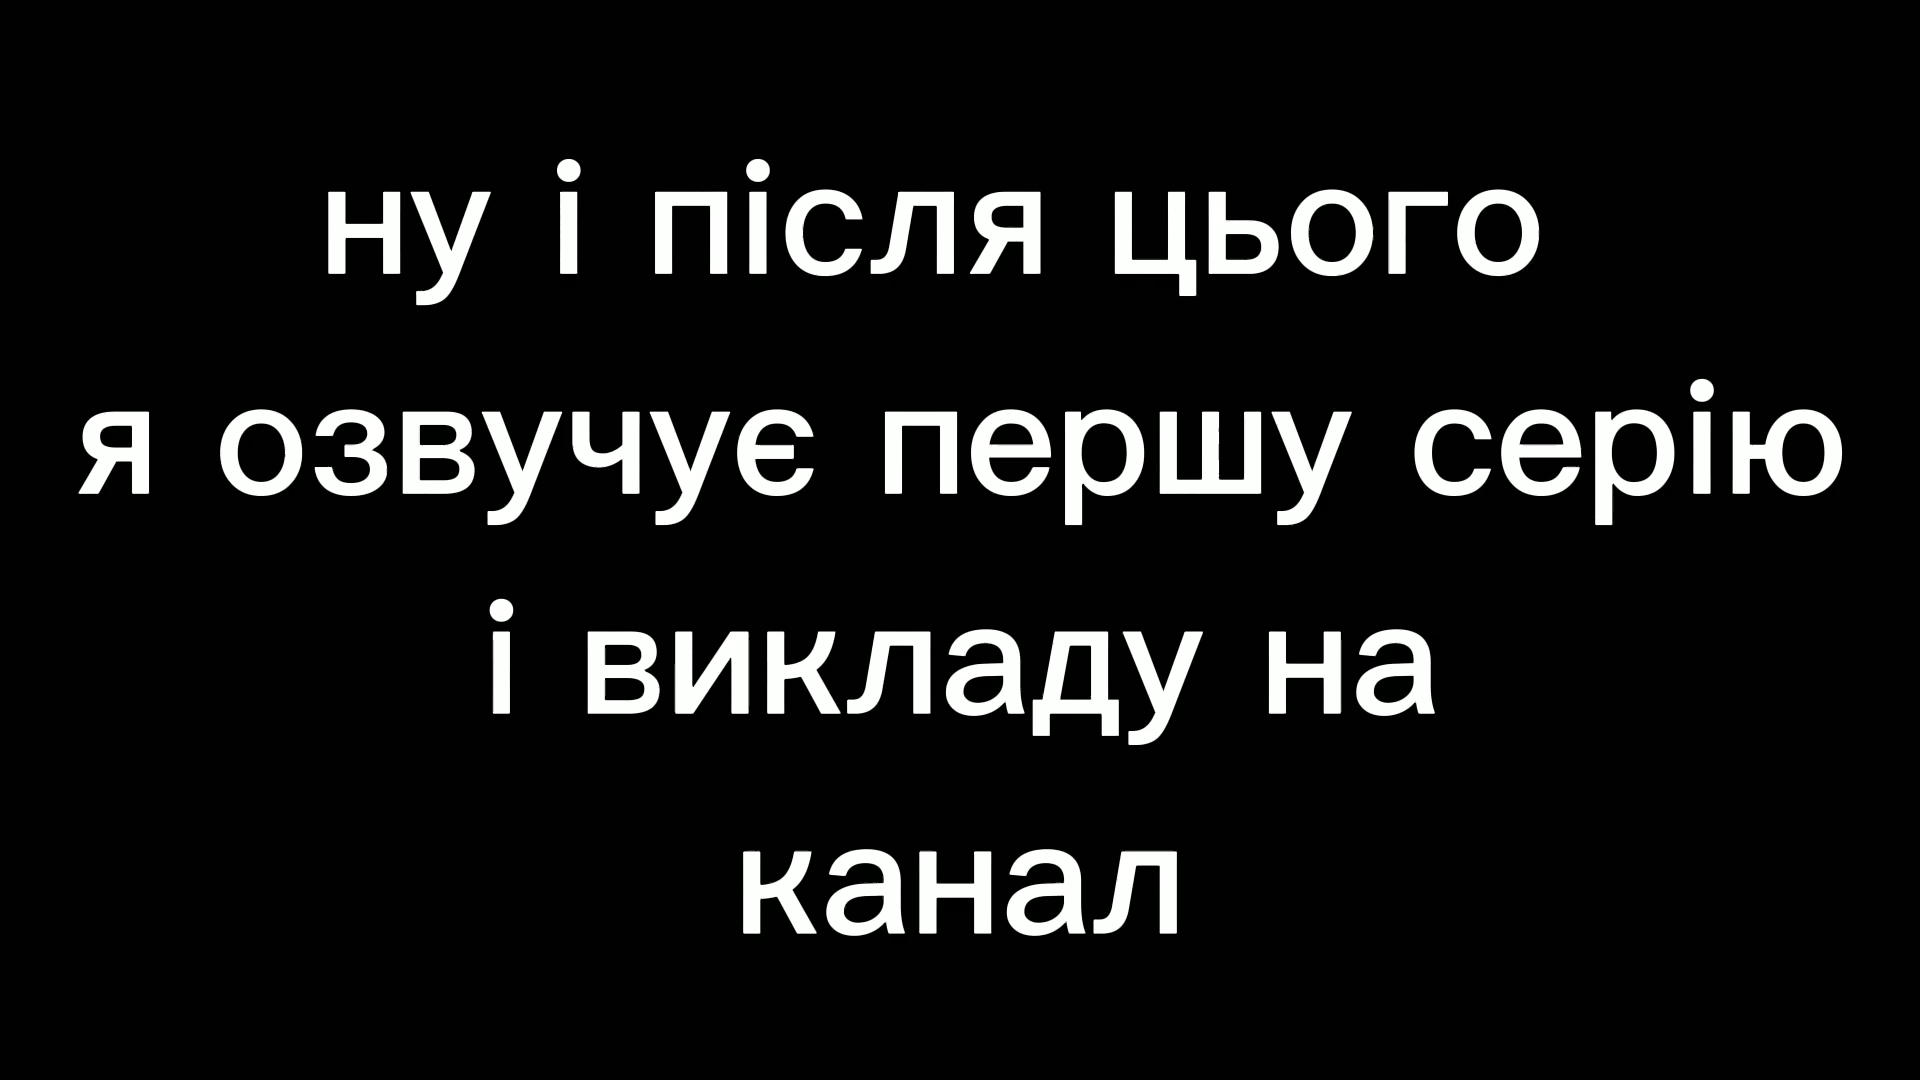 ну і після цього
я озвучує першу серію
і викладу на
канал